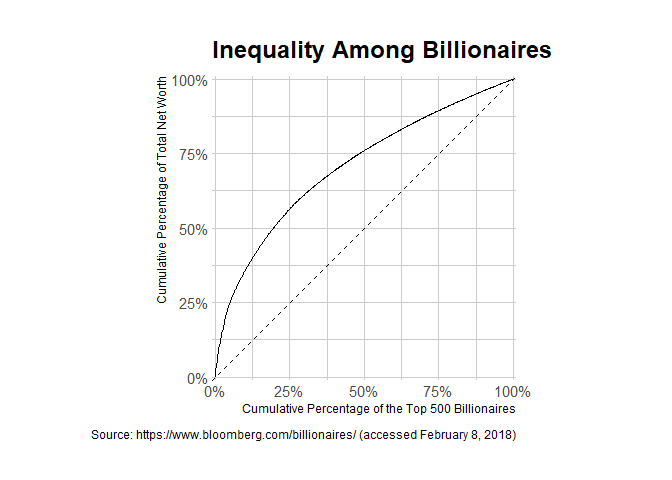 Inequality Among Billionaires
Cumulative Percentage of Total Net Worth
100%
75%
50%
25%
0%
0% 25% 50% 75% 100%
Cumulative Percentage of the Top 500 Billionaires
Source: https://www.bloomberg.com/billionaires/ (accessed February 8, 2018)